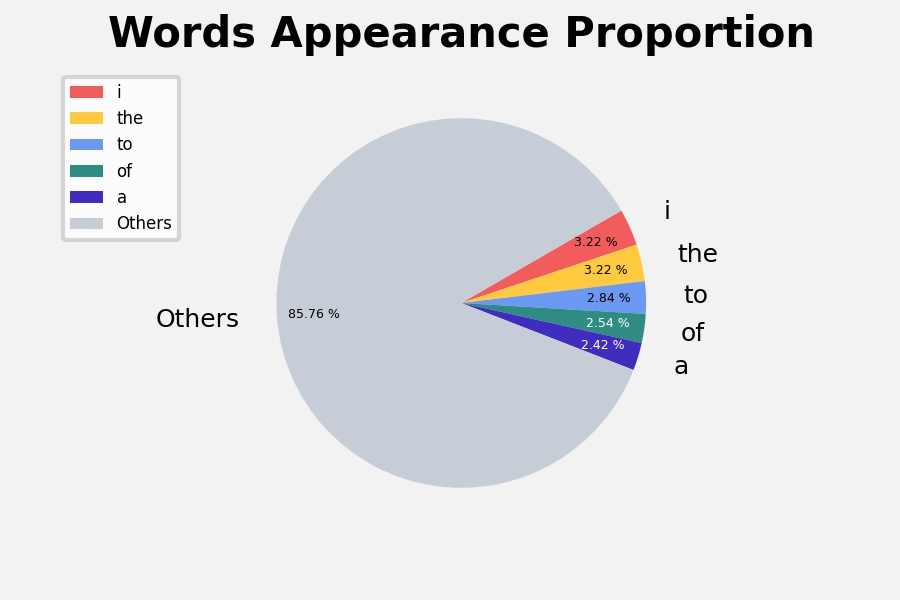 Words Appearance Proportion
i
the
to
of
a
Others
i
3.22 %
the
3.22 %
to
2.84 %
of
2.54 %
a
2.42 %
Others
85.76 %